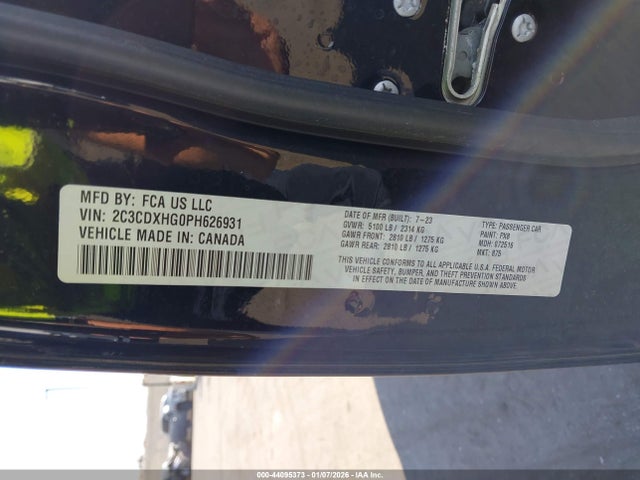 MFD BY: FCA US LLC
VIN: 2C3CDXHG0PH626931
VEHICLE MADE IN: CANADA
DATE OF MFR (BUILT): 7-23
GVWR: 5100 LB / 2314 KG
GAWR FRONT: 2810 LB / 1275 KG
GAWR REAR: 2810 LB / 1275 KG
TYPE: PASSENGER CAR
PAINT: PX8
MDH: 072516
MKT: 875
THIS VEHICLE CONFORMS TO ALL APPLICABLE U.S.A. FEDERAL MOTOR
VEHICLE SAFETY, BUMPER, AND THEFT PREVENTION STANDARDS
IN EFFECT ON THE DATE OF MANUFACTURE SHOWN ABOVE.
000-44095373 - 01/07/2026 - IAA Inc.